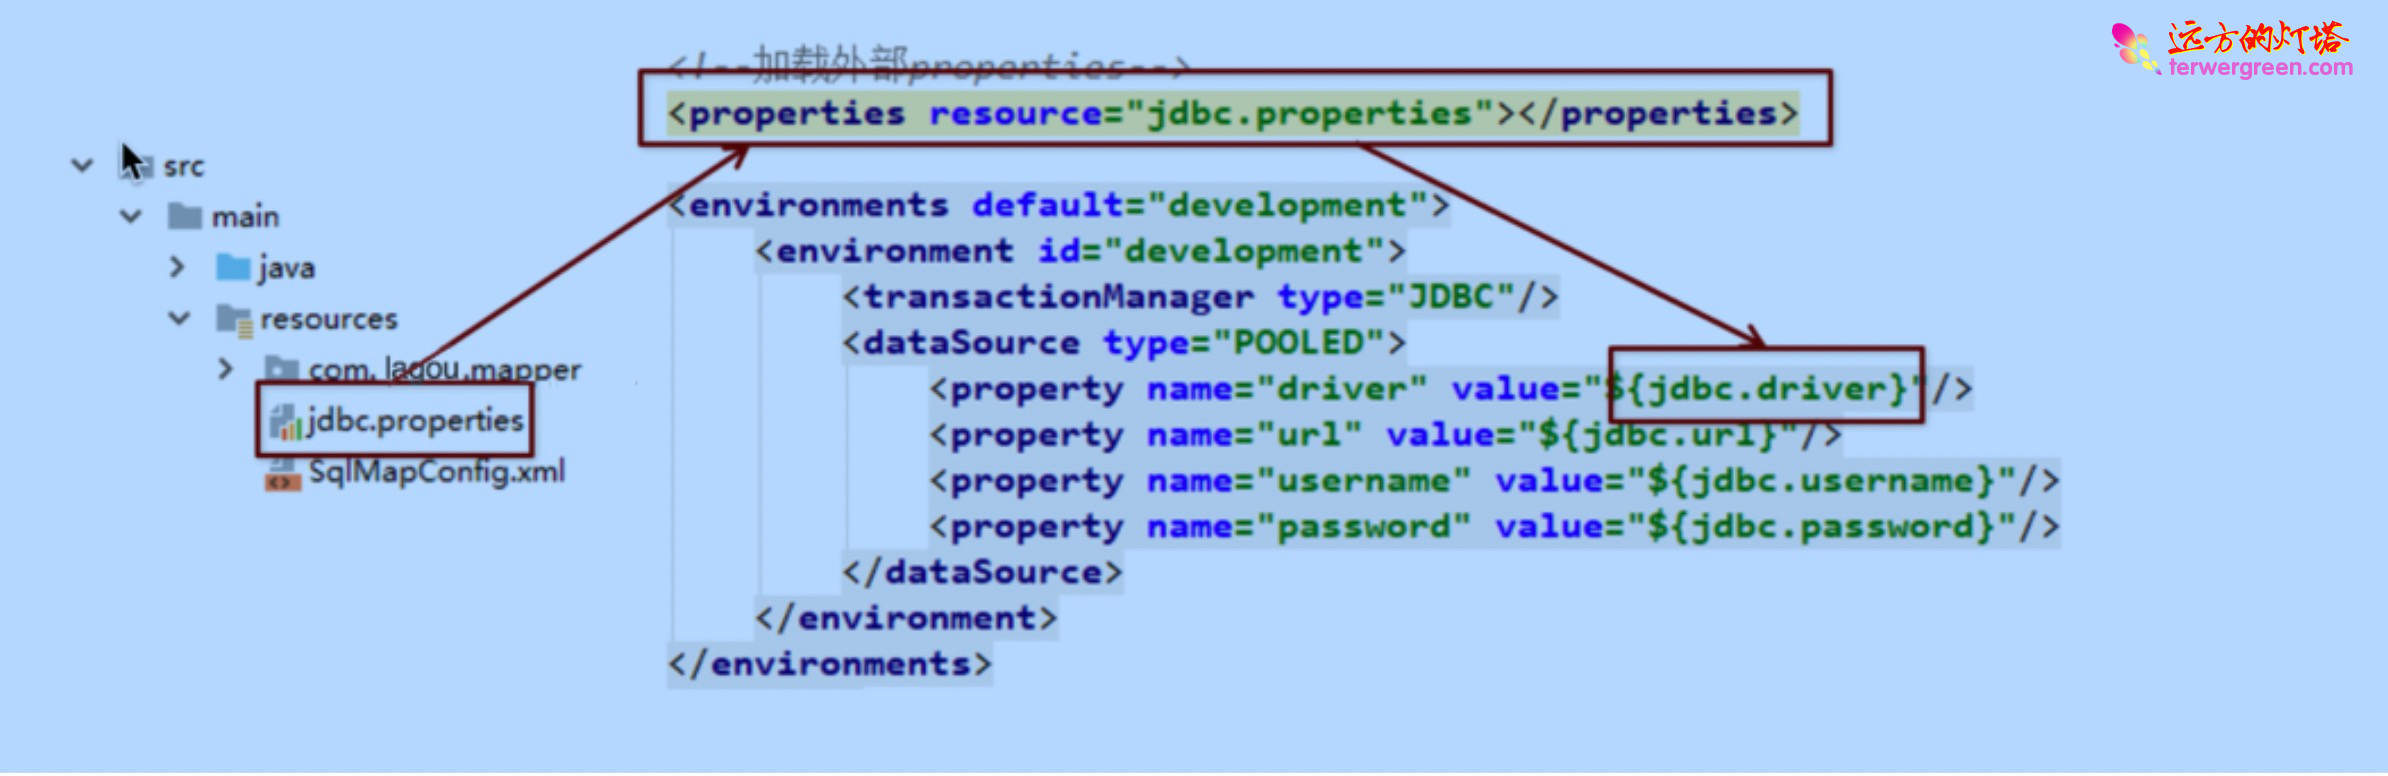 远方的灯塔
terwergreen.com
<!--加载外部properties-->
<properties resource="jdbc.properties"></properties>
src
main
java
resources
com. lagou.mapper
jdbc.properties
SqlMapConfig.xml
<environments default="development">
<environment id="development">
<transactionManager type="JDBC"/>
<dataSource type="POOLED">
<property name="driver" value="${jdbc.driver}"/>
<property name="url" value="${jdbc.url}"/>
<property name="username" value="${jdbc.username}"/>
<property name="password" value="${jdbc.password}"/>
</dataSource>
</environment>
</environments>